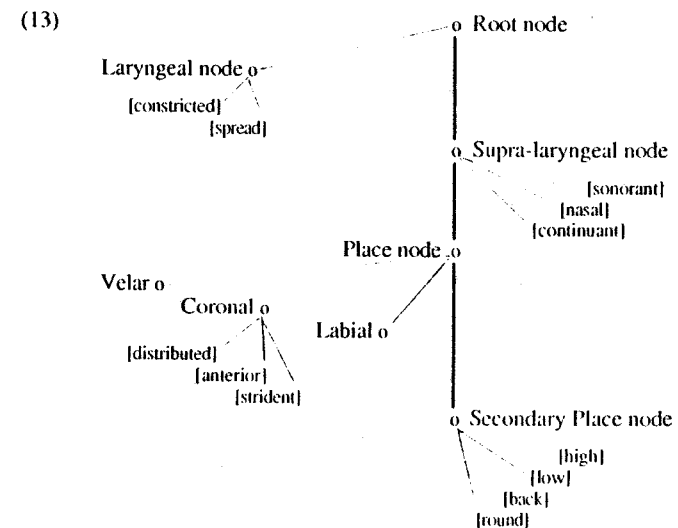 (13)
o Root node
Laryngeal node o
[constricted]
[spread]
o Supra-laryngeal node
[sonorant]
[nasal]
[continuant]
Place node o
Velar o
Coronal o
Labial o
[distributed]
[anterior]
[strident]
o Secondary Place node
[high]
[low]
[back]
[round]